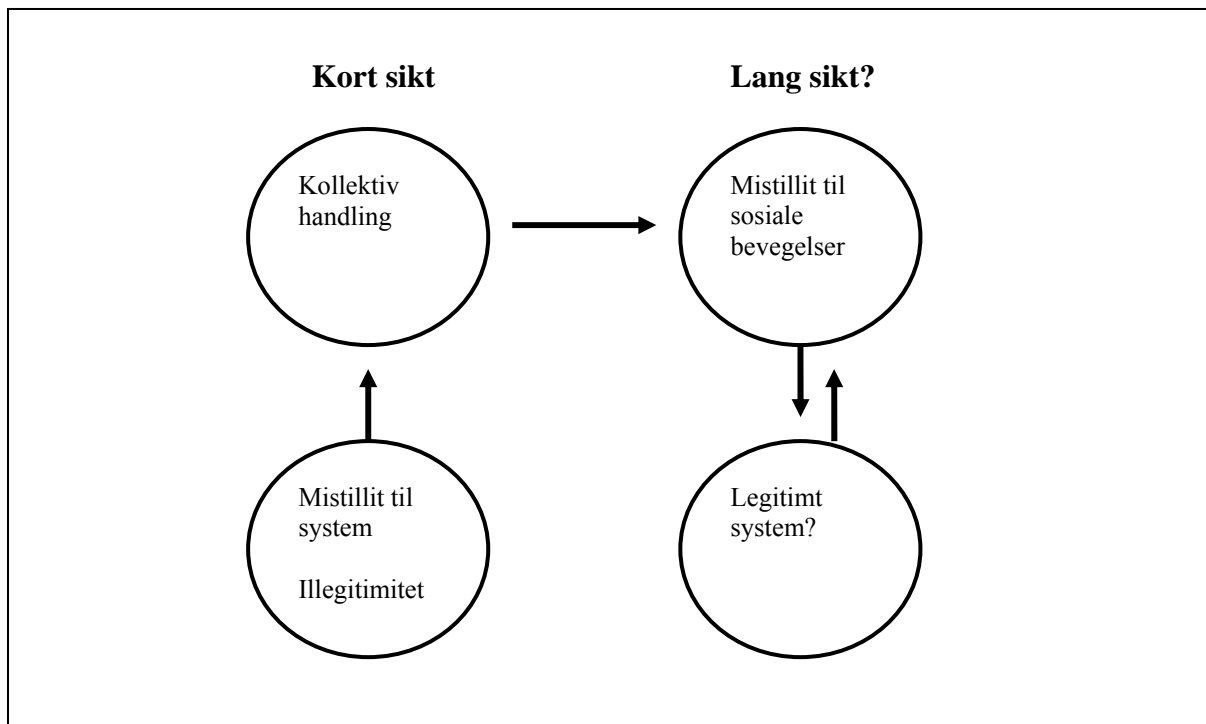 Kort sikt
Lang sikt?
Kollektiv
handling
Mistillit til
sosiale
bevegelser
Mistillit til
system
Illegitimitet
Legitimt
system?